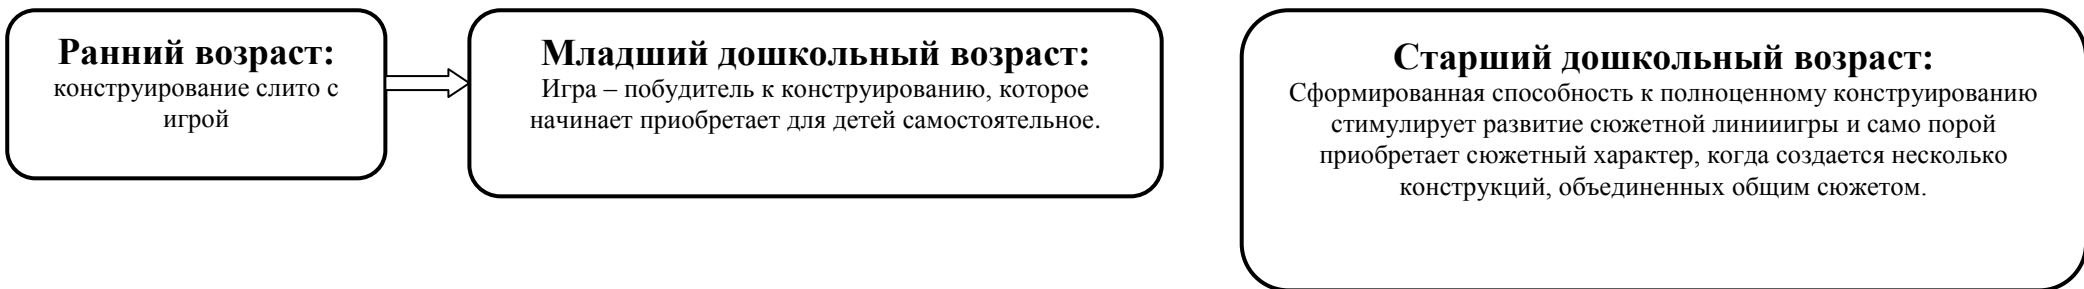 Ранний возраст:
конструирование слито с
игрой
Младший дошкольный возраст:
Игра – побудитель к конструированию, которое
начинает приобретает для детей самостоятельное.
Старший дошкольный возраст:
Сформированная способность к полноценному конструированию
стимулирует развитие сюжетной линииигры и само порой
приобретает сюжетный характер, когда создается несколько
конструкций, объединенных общим сюжетом.